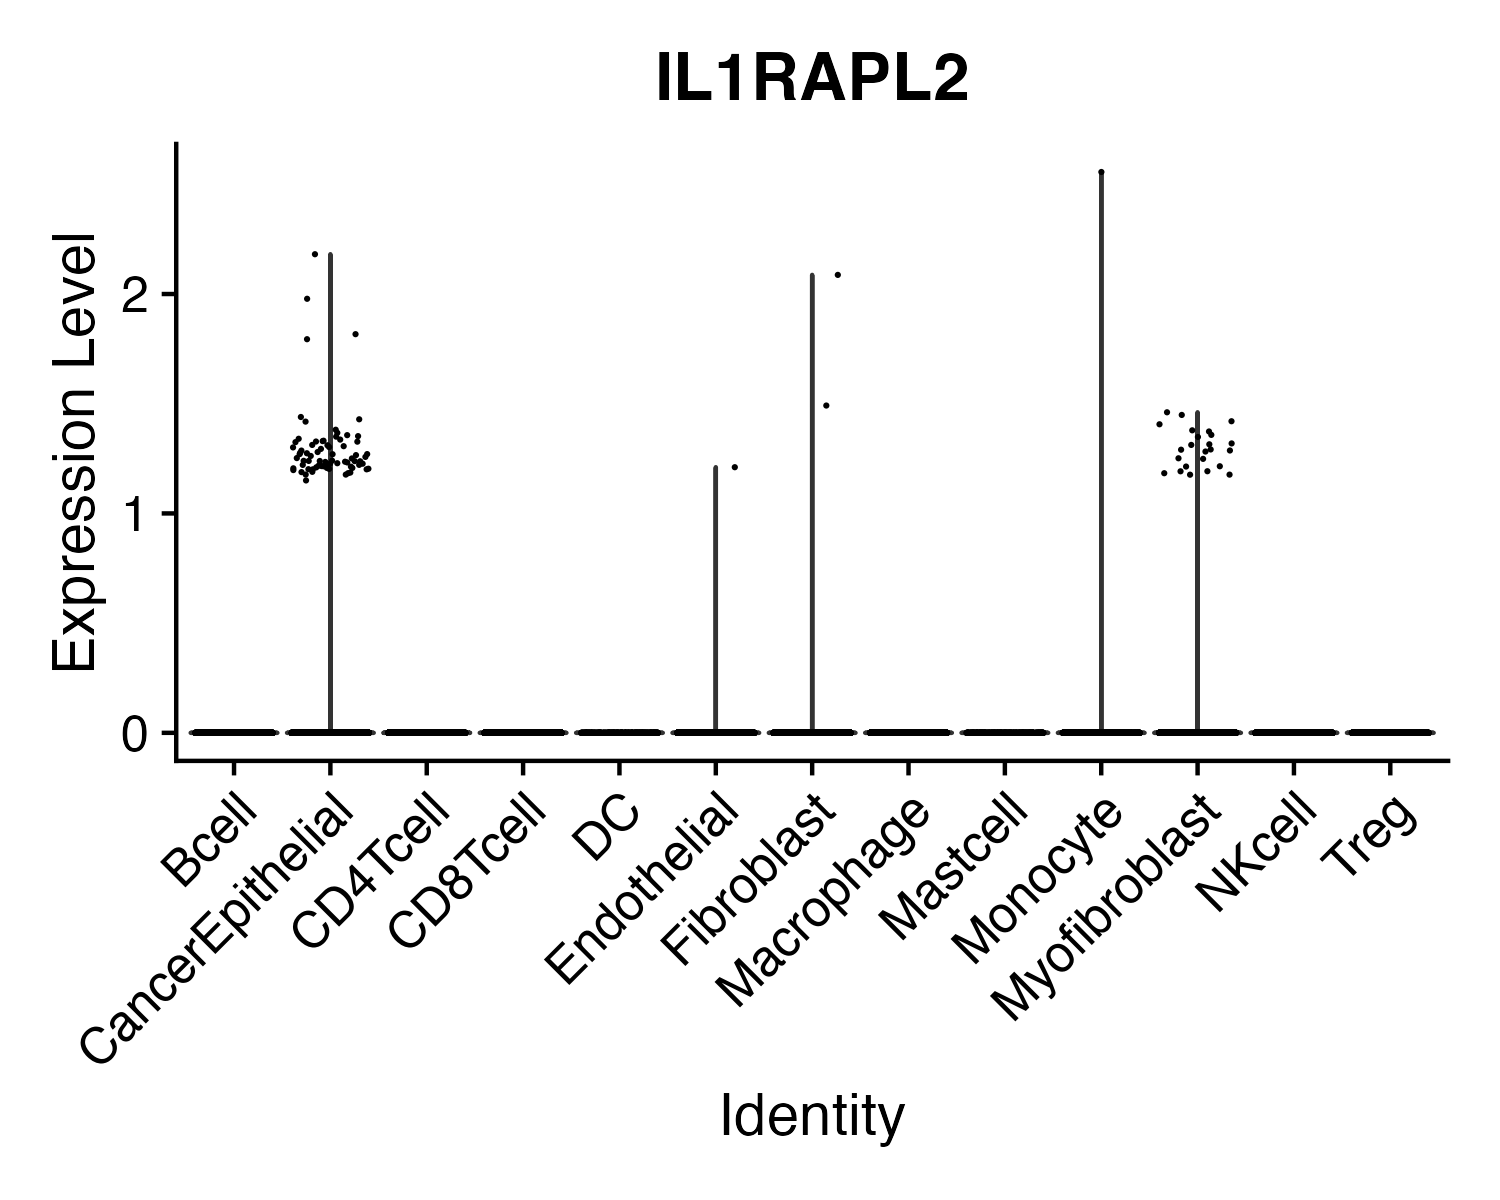 IL1RAPL2
Expression Level
2
1
0
Bcell
CancerEpithelial
CD4Tcell
CD8Tcell
DC
Endothelial
Fibroblast
Macrophage
Mastcell
Monocyte
Myofibroblast
NKcell
Treg
Identity